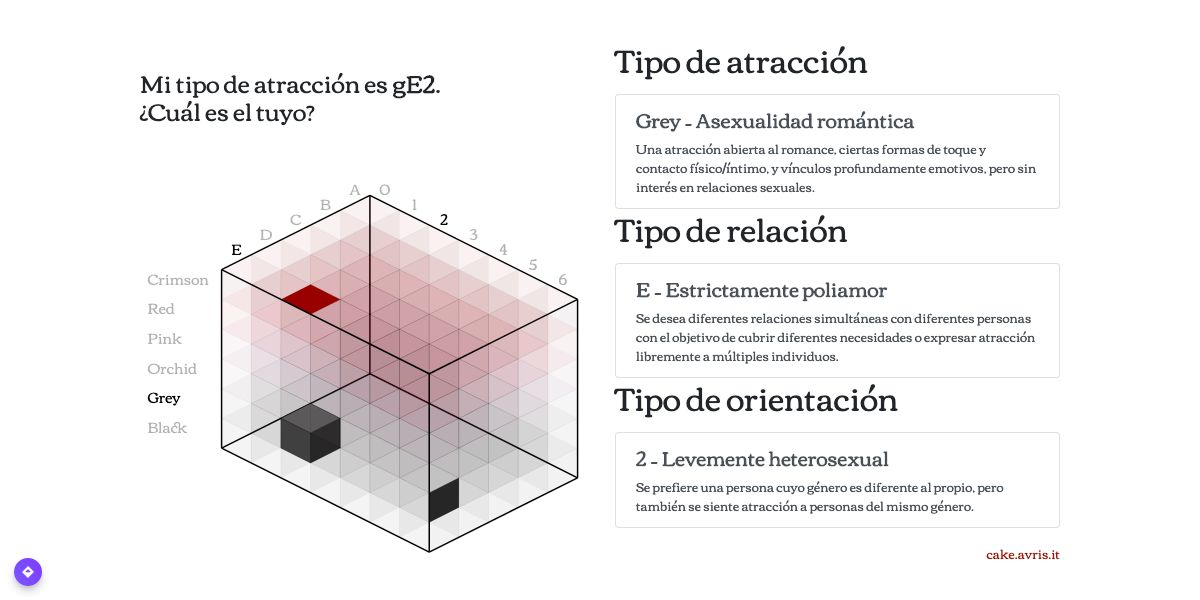 Mi tipo de atracción es gE2.
¿Cuál es el tuyo?
A
B
C
D
E
0
1
2
3
4
5
6
Crimson
Red
Pink
Orchid
Grey
Black
Tipo de atracción
Grey - Asexualidad romántica
Una atracción abierta al romance, ciertas formas de toque y
contacto físico/íntimo, y vínculos profundamente emotivos, pero sin
interés en relaciones sexuales.
Tipo de relación
E - Estrictamente poliamor
Se desea diferentes relaciones simultáneas con diferentes personas
con el objetivo de cubrir diferentes necesidades o expresar atracción
libremente a múltiples individuos.
Tipo de orientación
2 - Levemente heterosexual
Se prefiere una persona cuyo género es diferente al propio, pero
también se siente atracción a personas del mismo género.
cake.avris.it